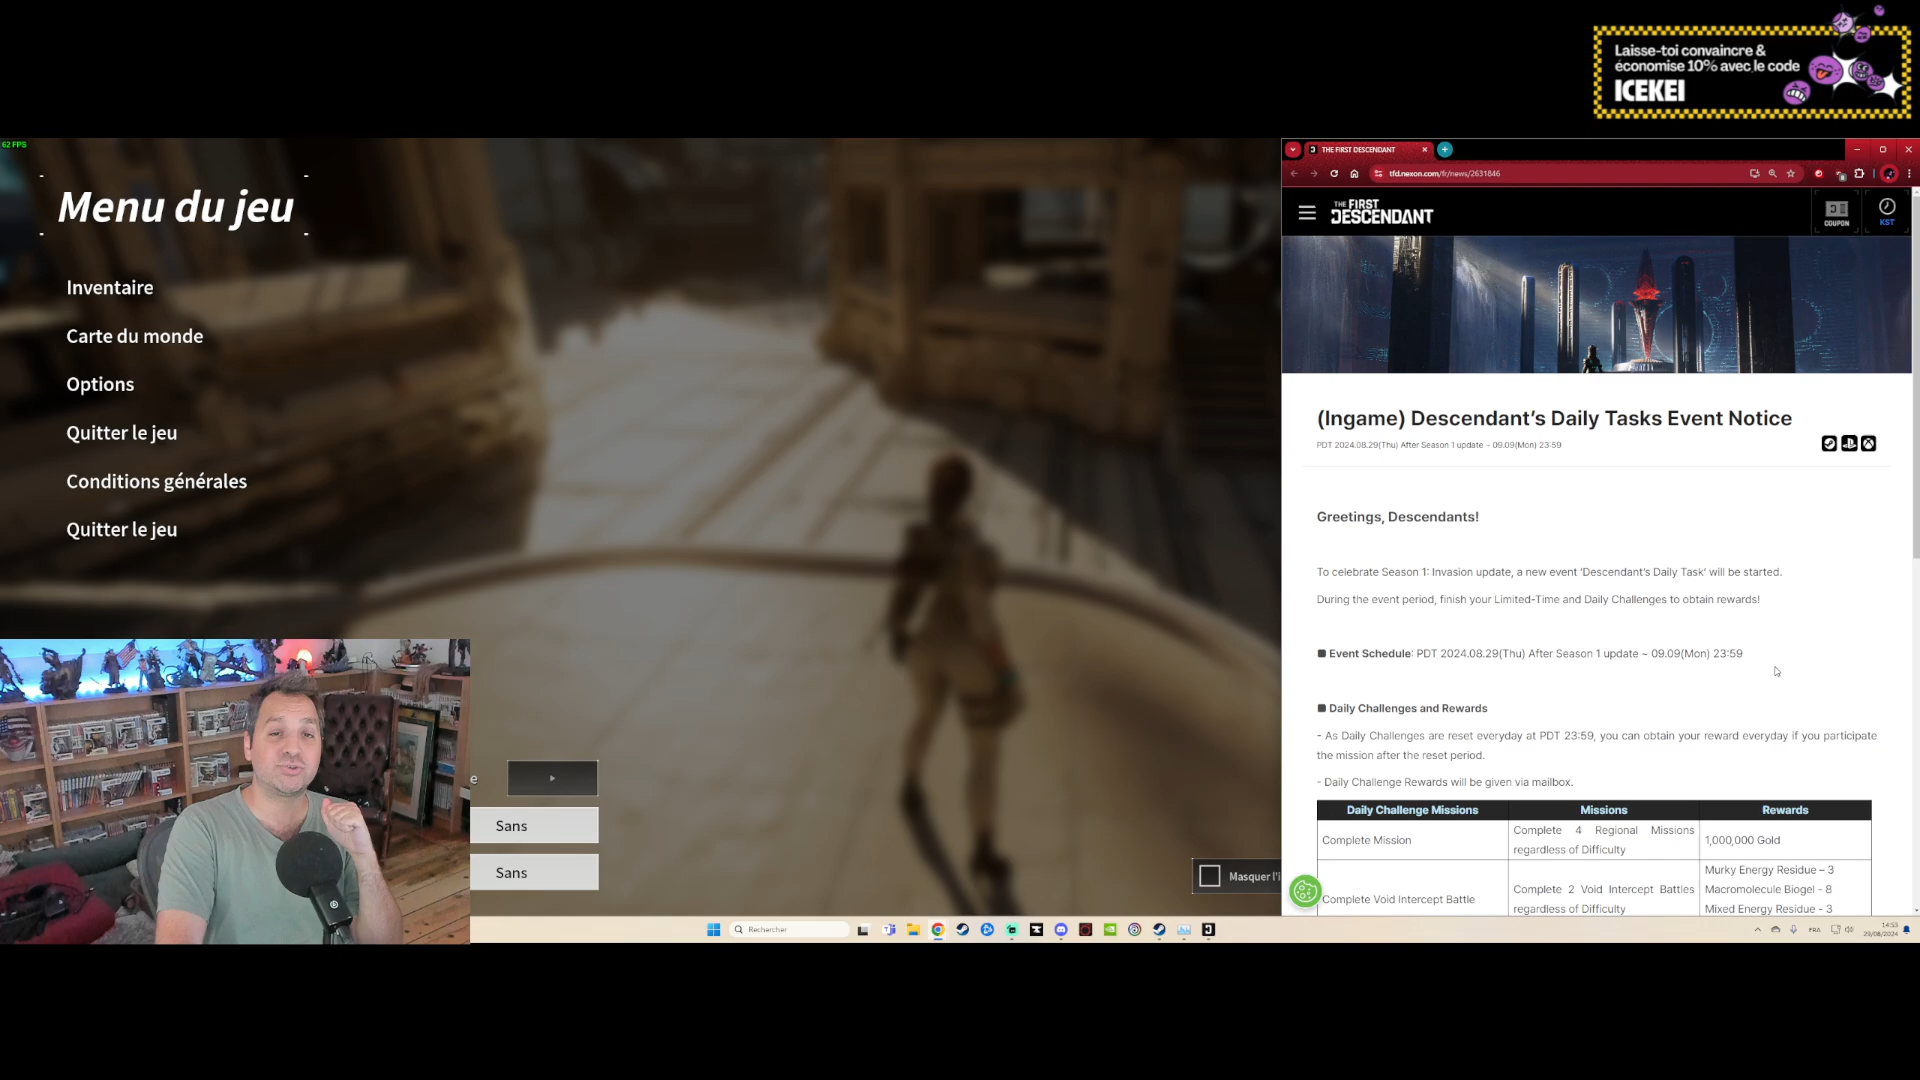 Laisse-toi convaincre &
économise 10% avec le code
ICEKEI
62 FPS
Menu du jeu
Inventaire
Carte du monde
Options
Quitter le jeu
Conditions générales
Quitter le jeu
e
Sans
Sans
Masquer l'i
THE FIRST DESCENDANT
tfd.nexon.com/fr/news/2631846
THE FIRST
DESCENDANT
COUPON
KST
(Ingame) Descendant's Daily Tasks Event Notice
PDT 2024.08.29(Thu) After Season 1 update ~ 09.09(Mon) 23:59
Greetings, Descendants!
To celebrate Season 1: Invasion update, a new event 'Descendant's Daily Task' will be started.
During the event period, finish your Limited-Time and Daily Challenges to obtain rewards!
■ Event Schedule: PDT 2024.08.29(Thu) After Season 1 update ~ 09.09(Mon) 23:59
■ Daily Challenges and Rewards
- As Daily Challenges are reset everyday at PDT 23:59, you can obtain your reward everyday if you participate
the mission after the reset period.
- Daily Challenge Rewards will be given via mailbox.
Daily Challenge Missions Missions Rewards
Complete Mission
Complete 4 Regional Missions
regardless of Difficulty
1,000,000 Gold
Complete Void Intercept Battle
Complete 2 Void Intercept Battles
regardless of Difficulty
Murky Energy Residue – 3
Macromolecule Biogel - 8
Mixed Energy Residue - 3
Rechercher
FRA
14:53
29/08/2024